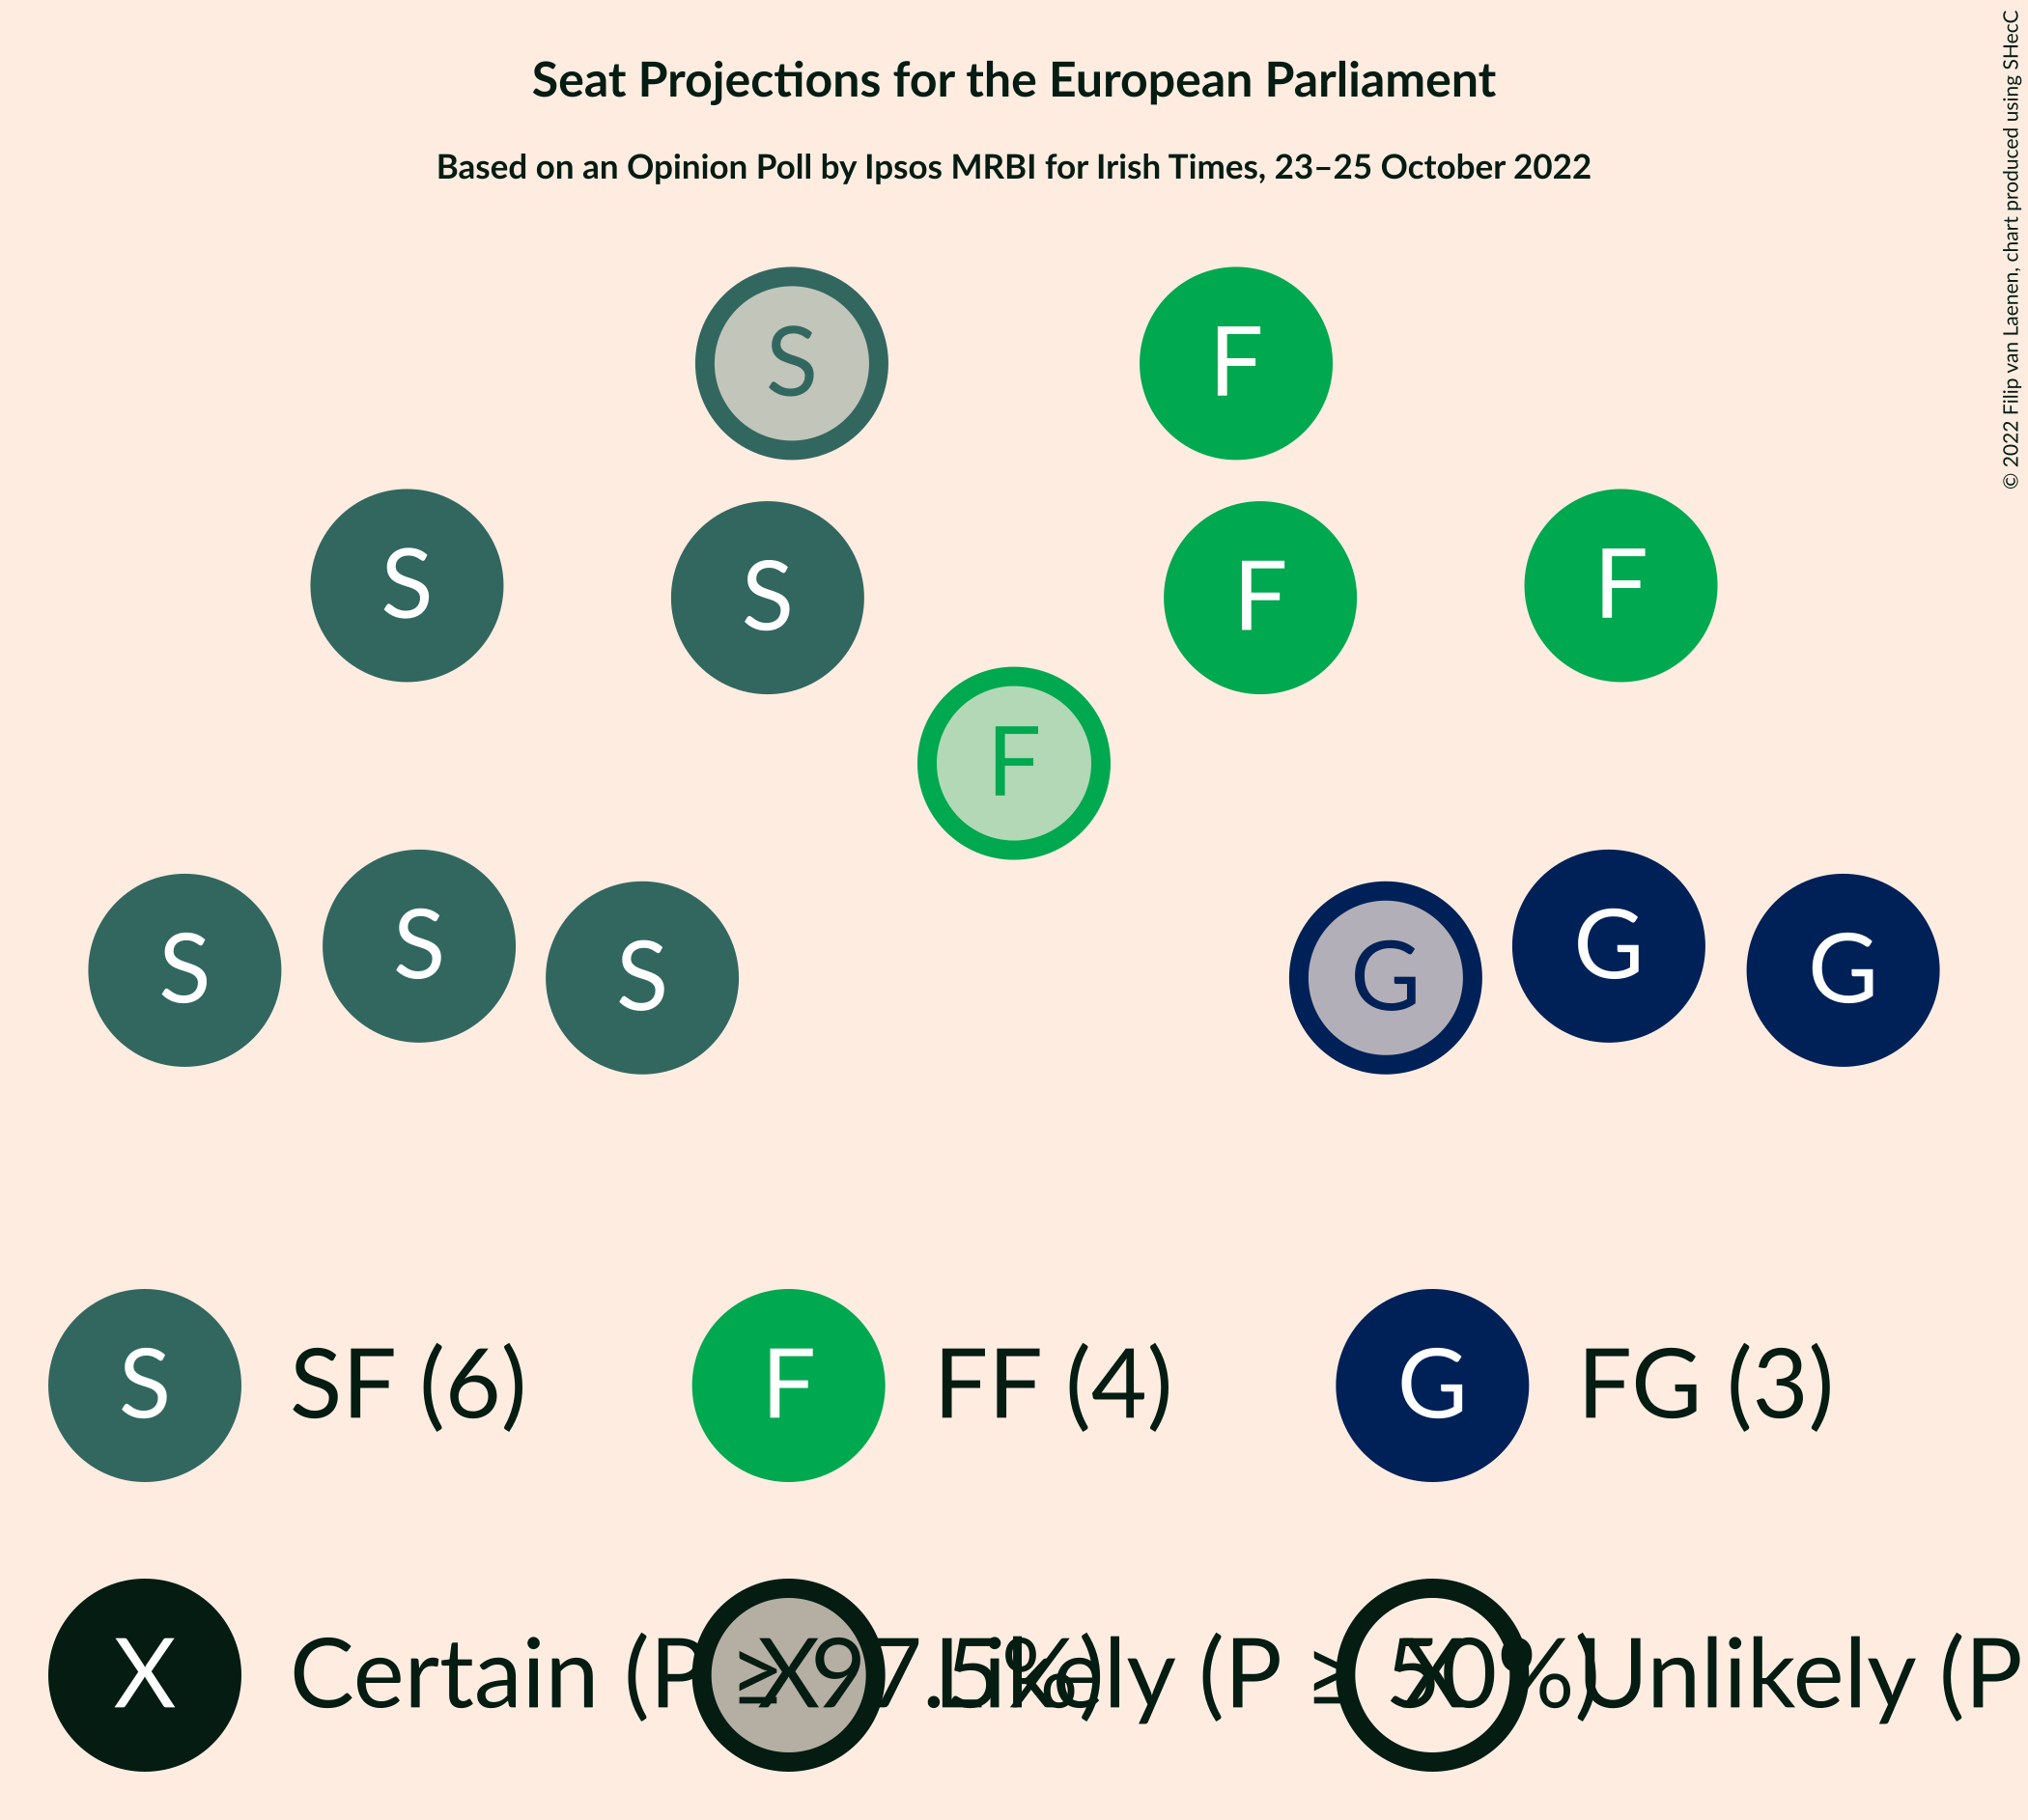 Seat Projections for the European Parliament
Based on an Opinion Poll by Ipsos MRBI for Irish Times, 23–25 October 2022
© 2022 Filip van Laenen, chart produced using SHecC
S F
S S F F
F
S S S G G G
S SF (6) F FF (4) G FG (3)
X Certain (P ≥ 97.5%) X Likely (P ≥ 50%) X Unlikely (P